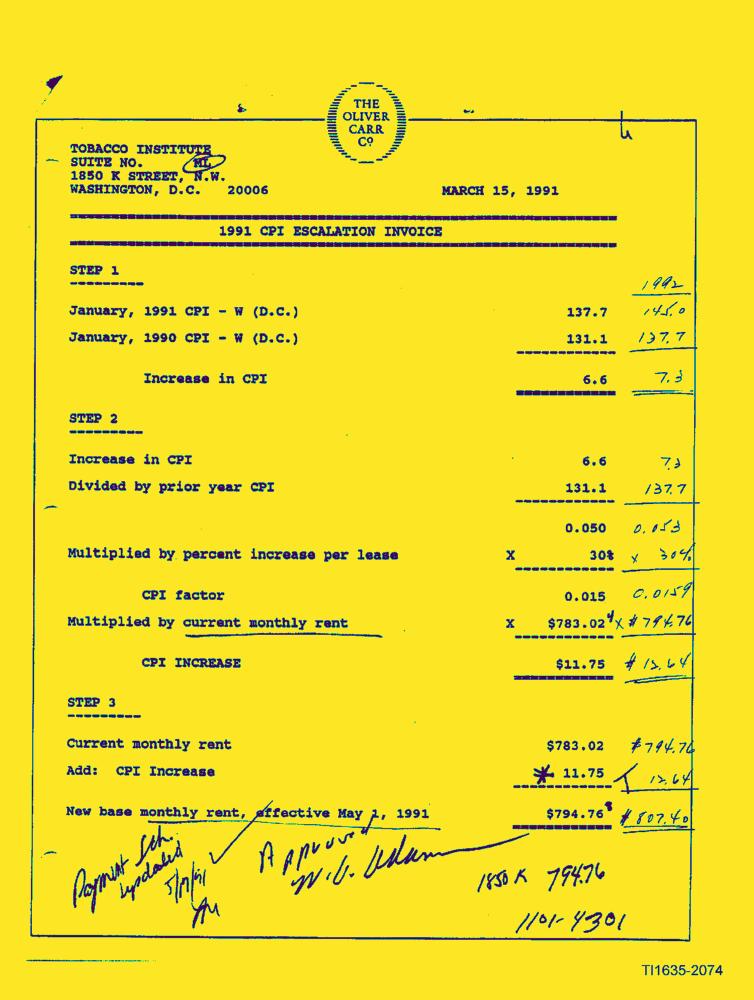 THE
OLIVER
CARR
CO
TOBACCO INSTITUTE
SUITE NO. ML
1850 K STREET, N.W.
WASHINGTON, D.C. 20006 MARCH 15, 1991
1991 CPI ESCALATION INVOICE
STEP 1
1992
January, 1991 CPI - W (D.C.) 137.7 145.0
January, 1990 CPI - W (D.C.) 131.1 137.7
Increase in CPI 6.6 7.3
STEP 2
Increase in CPI 6.6 7.3
Divided by prior year CPI 131.1 137.7
0.050 0.053
Multiplied by percent increase per lease X 30% x 30%
CPI factor 0.015 0.0159
Multiplied by current monthly rent X $783.02 x $794.76
CPI INCREASE $11.75 $12.64
STEP 3
Current monthly rent $783.02 $794.76
Add: CPI Increase * 11.75 12.64
New base monthly rent, effective May 1, 1991 $794.76 $807.40
Payment Sch.
updated
Approved
1850 K 794.76
1101-4301
TI1635-2074